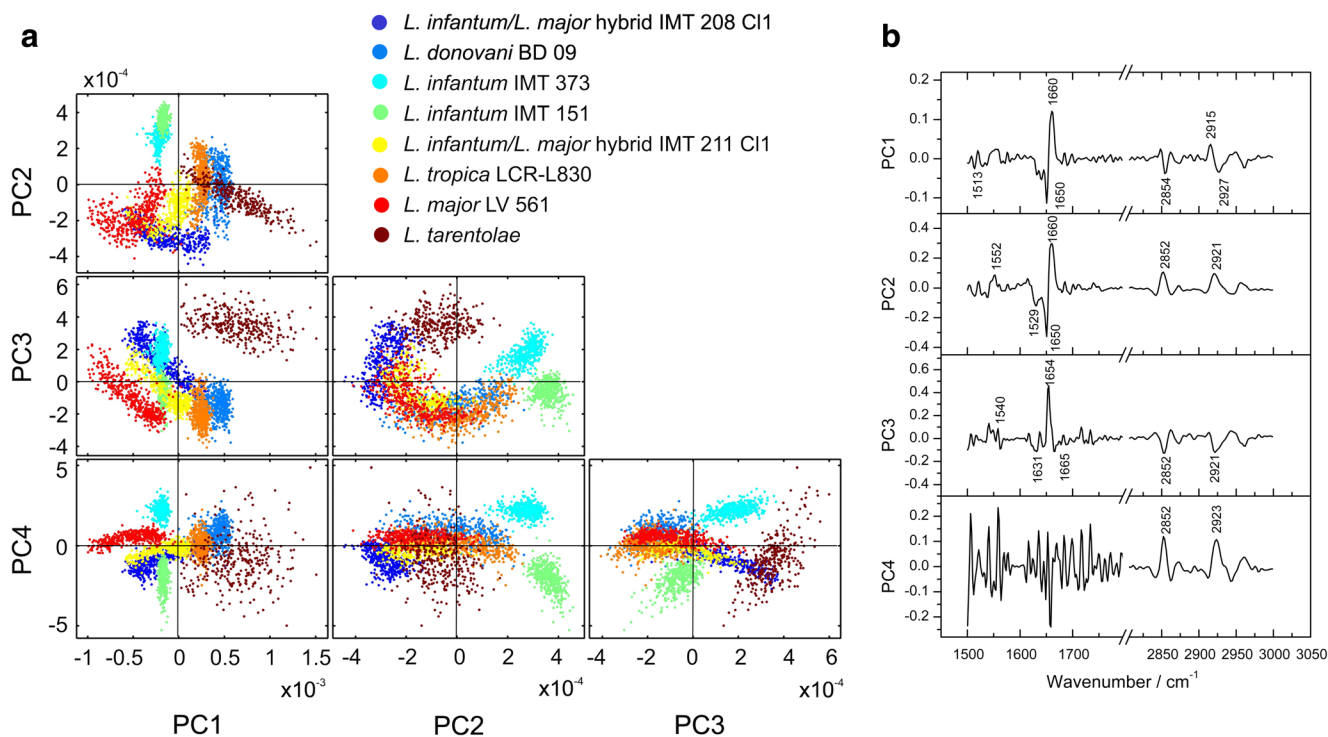 a
L. infantum/L. major hybrid IMT 208 Cl1
L. donovani BD 09
L. infantum IMT 373
L. infantum IMT 151
L. infantum/L. major hybrid IMT 211 Cl1
L. tropica LCR-L830
L. major LV 561
L. tarentolae
x10⁻⁴
4
2
0
-2
-4
PC2
6
4
2
0
-2
-4
PC3
5
0
-5
PC4
-1 -0.5 0 0.5 1 1.5
x10⁻³
PC1
-4 -2 0 2 4
x10⁻⁴
PC2
-4 0 4 6
x10⁻⁴
PC3
b
0.2
0.1
0.0
-0.1
PC1
1513
1660
1650
2854
2915
2927
0.4
0.2
0.0
-0.2
-0.4
PC2
1552
1529
1660
1650
2852
2921
0.6
0.4
0.2
0.0
-0.2
-0.4
PC3
1540
1631
1654
1665
2852
2921
0.2
0.1
0.0
-0.1
-0.2
PC4
2852
2923
1500 1600 1700 2850 2900 2950 3000 3050
Wavenumber / cm⁻¹